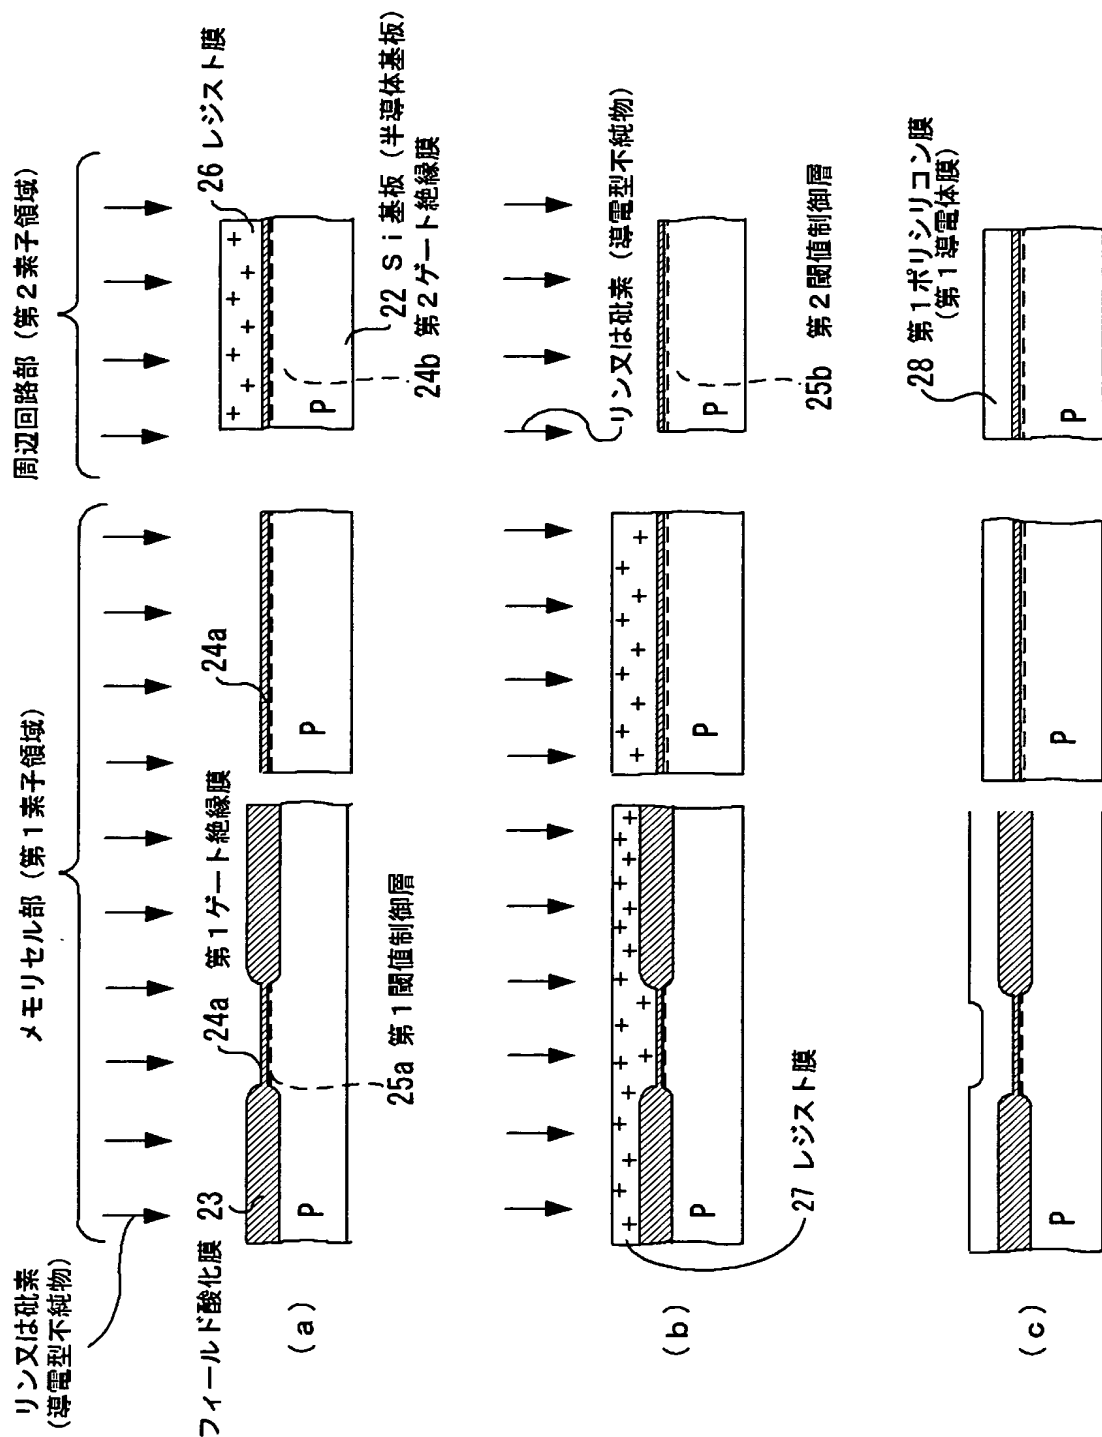 リン又は砒素
(導電型不純物)
メモリセル部 (第1素子領域)
周辺回路部 (第2素子領域)
フィールド酸化膜 23
24a 第1ゲート絶縁膜
24a
26 レジスト膜
P
P
P
25a 第1閾値制御層
22 Si基板 (半導体基板)
24b 第2ゲート絶縁膜
(a)
リン又は砒素 (導電型不純物)
P
P
P
27 レジスト膜
25b 第2閾値制御層
(b)
28 第1ポリシリコン膜
(第1導電体膜)
P
P
P
(c)